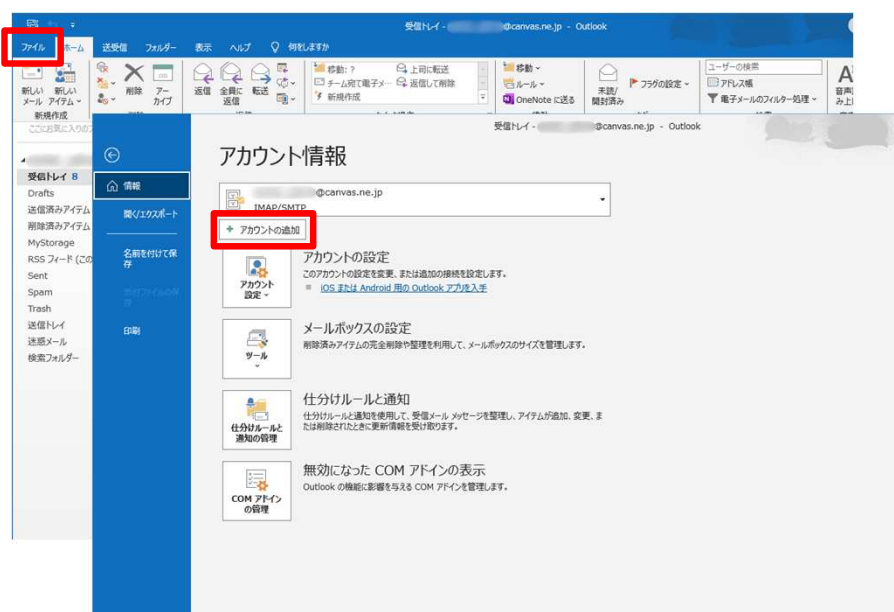 受信トレイ - @canvas.ne.jp - Outlook
ファイル ホーム 送受信 フォルダー 表示 ヘルプ 何をしますか
新しい メール
新しい アイテム
削除
アーカイブ
返信
全員に 返信
転送
移動: ?
チーム宛て電子メ…
新規作成
上司に転送
返信して削除
移動
ルール
OneNote に送る
未読/ 開封済み
フラグの設定
ユーザーの検索
アドレス帳
電子メールのフィルター処理
新規作成
受信トレイ 8
Drafts
送信済みアイテム
削除済みアイテム
MyStorage
RSS フィード (この
Sent
Spam
Trash
送信トレイ
迷惑メール
検索フォルダー
受信トレイ - @canvas.ne.jp - Outlook
情報
開く/エクスポート
名前を付けて保存
添付ファイルの保存
印刷
アカウント情報
@canvas.ne.jp
IMAP/SMTP
アカウントの追加
アカウント
設定
アカウントの設定
このアカウントの設定を変更、または追加の接続を設定します。
iOS または Android 用の Outlook アプリを入手
ツール
メールボックスの設定
削除済みアイテムの完全削除や整理を利用して、メールボックスのサイズを管理します。
仕分けルールと
通知の管理
仕分けルールと通知
仕分けルールと通知を使用して、受信メール メッセージを整理し、アイテムが追加、変更、ま
たは削除されたときに更新情報を受け取ります。
COM アドイン
の管理
無効になった COM アドインの表示
Outlook の機能に影響を与える COM アドインを管理します。